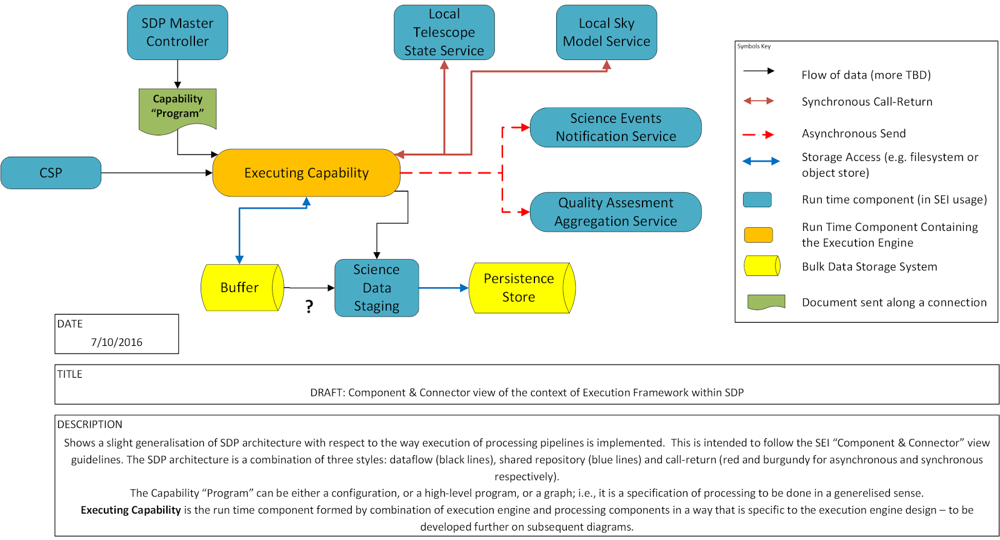 SDP Master
Controller
Local
Telescope
State Service
Local Sky
Model Service
Capability
“Program”
Science Events
Notification Service
CSP
Executing Capability
Quality Assesment
Aggregation Service
Buffer
?
Science
Data
Staging
Persistence
Store
Symbols Key
Flow of data (more TBD)
Synchronous Call-Return
Asynchronous Send
Storage Access (e.g. filesystem or
object store)
Run time component (in SEI usage)
Run Time Component Containing
the Execution Engine
Bulk Data Storage System
Document sent along a connection
DATE
7/10/2016
TITLE
DRAFT: Component & Connector view of the context of Execution Framework within SDP
DESCRIPTION
Shows a slight generalisation of SDP architecture with respect to the way execution of processing pipelines is implemented.  This is intended to follow the SEI “Component & Connector” view
guidelines. The SDP architecture is a combination of three styles: dataflow (black lines), shared repository (blue lines) and call-return (red and burgundy for asynchronous and synchronous
respectively).
The Capability “Program” can be either a configuration, or a high-level program, or a graph; i.e., it is a specification of processing to be done in a generelised sense.
Executing Capability is the run time component formed by combination of execution engine and processing components in a way that is specific to the execution engine design – to be
developed further on subsequent diagrams.